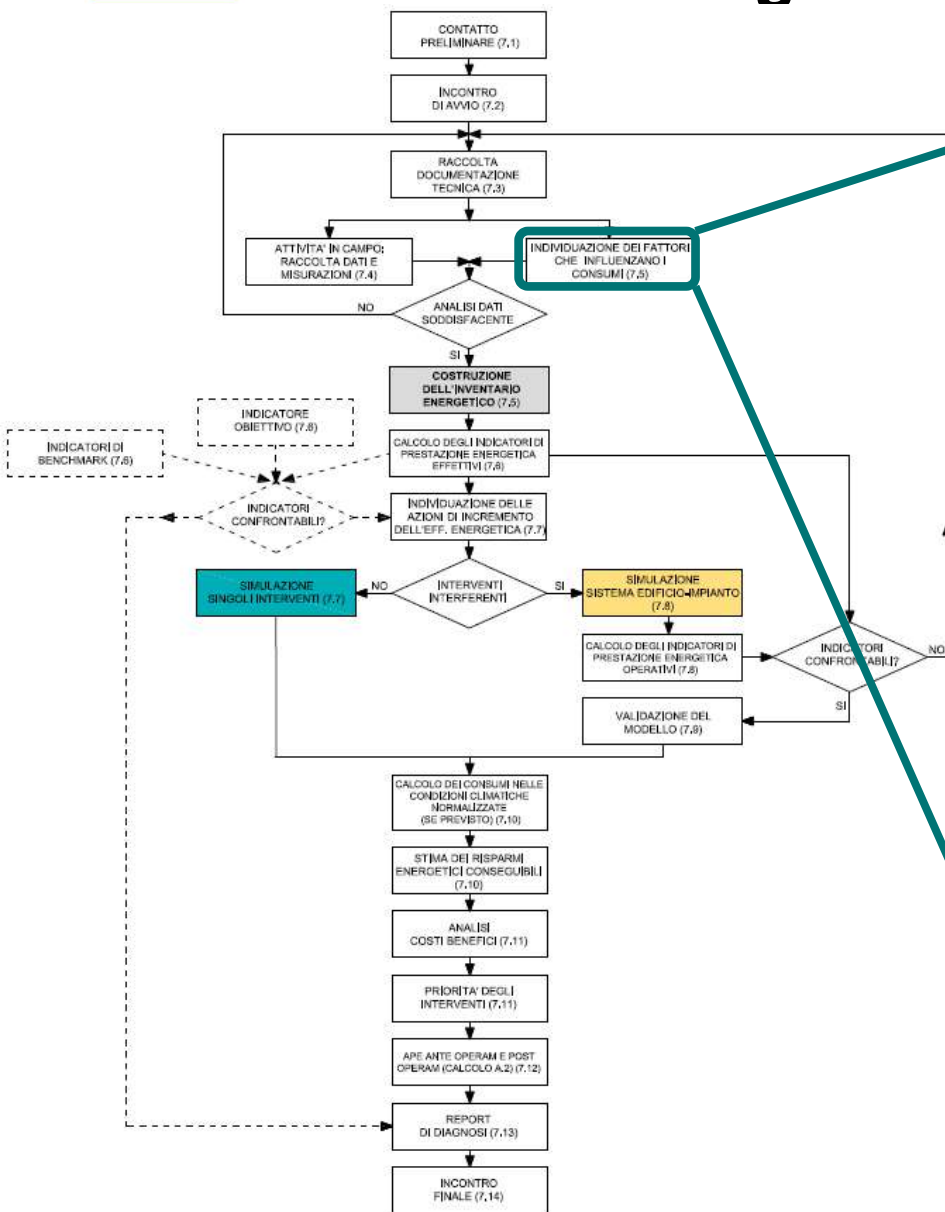 CONTATTO
PRELIMINARE (7.1)
INCONTRO
DI AVVIO (7.2)
RACCOLTA
DOCUMENTAZIONE
TECNICA (7.3)
ATTIVITA' IN CAMPO:
RACCOLTA DATI E
MISURAZIONI (7.4)
INDIVIDUAZIONE DEI FATTORI
CHE INFLUENZANO I
CONSUMI (7.5)
NO
ANALISI DATI
SODDISFACENTE
SI
COSTRUZIONE
DELL'INVENTARIO
ENERGETICO (7.5)
INDICATORE
OBIETTIVO (7.6)
INDICATORI DI
BENCHMARK (7.6)
CALCOLO DEGLI INDICATORI DI
PRESTAZIONE ENERGETICA
EFFETTIVI (7.6)
INDICATORI
CONFRONTABILI?
INDIVIDUAZIONE DELLE
AZIONI DI INCREMENTO
DELL'EFF. ENERGETICA (7.7)
SIMULAZIONE
SINGOLI INTERVENTI (7.7)
NO
INTERVENTI
INTERFERENTI
SI
SIMULAZIONE
SISTEMA EDIFICIO-IMPIANTO
(7.8)
CALCOLO DEGLI INDICATORI DI
PRESTAZIONE ENERGETICA
OPERATIVI (7.8)
INDICATORI
CONFRONTABILI?
NO
SI
VALIDAZIONE DEL
MODELLO (7.9)
CALCOLO DEI CONSUMI NELLE
CONDIZIONI CLIMATICHE
NORMALIZZATE
(SE PREVISTO) (7.10)
STIMA DEI RISPARMI
ENERGETICI CONSEGUIBILI
(7.10)
ANALISI
COSTI BENEFICI (7.11)
PRIORITA' DEGLI
INTERVENTI (7.11)
APE ANTE OPERAM E POST
OPERAM (CALCOLO A.2) (7.12)
REPORT
DI DIAGNOSI (7.13)
INCONTRO
FINALE (7.14)